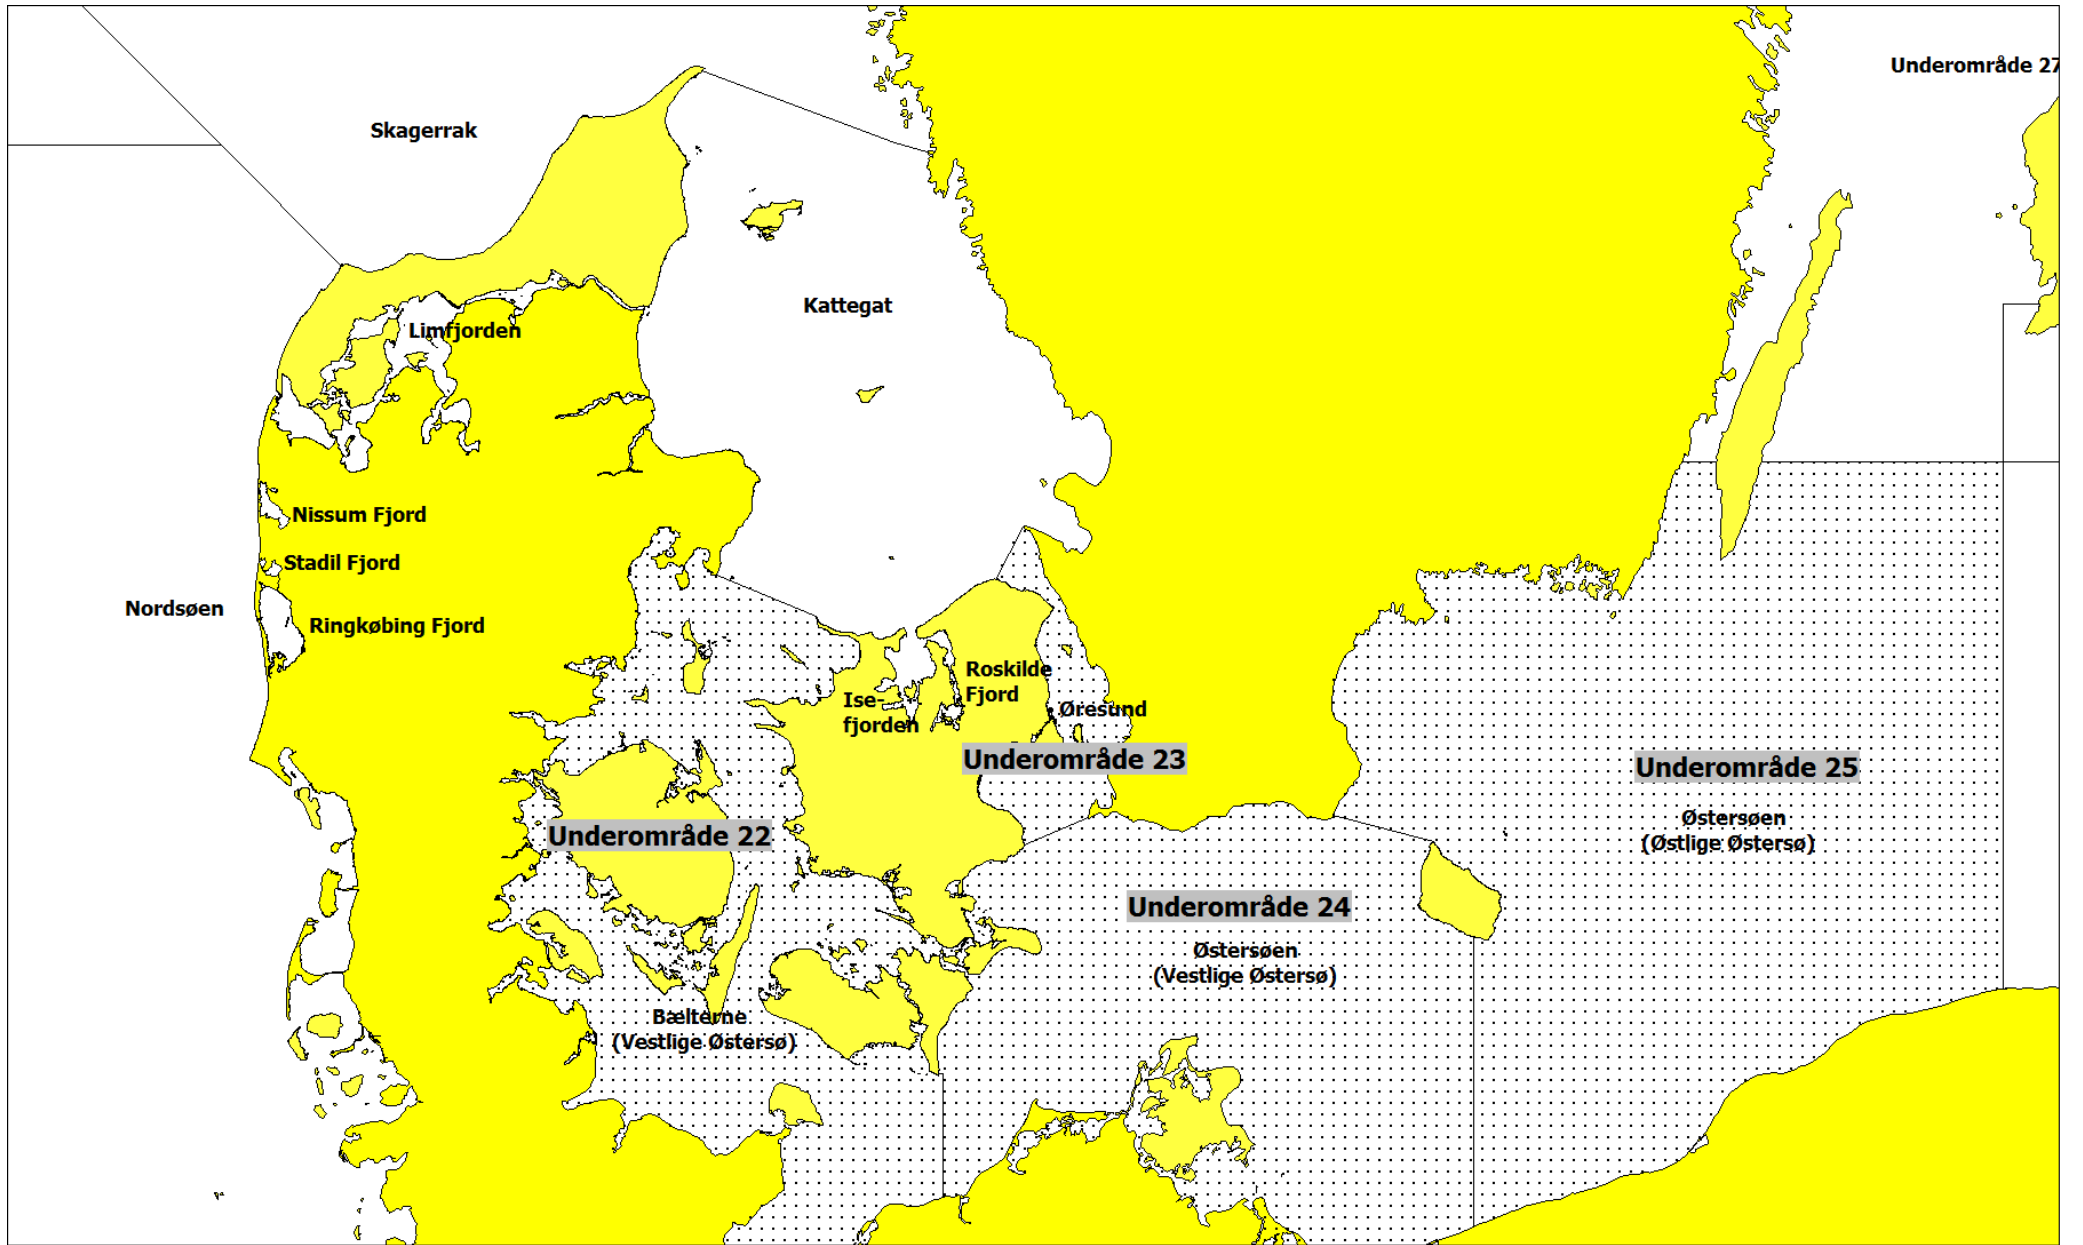 Underområde 27
Skagerrak
Kattegat
Limfjorden
Nissum Fjord
Stadil Fjord
Nordsøen
Ringkøbing Fjord
Roskilde
Fjord
Ise-
fjorden
Øresund
Underområde 23
Underområde 25
Østersøen
(Østlige Østersø)
Underområde 22
Underområde 24
Østersøen
(Vestlige Østersø)
Bælterne
(Vestlige Østersø)